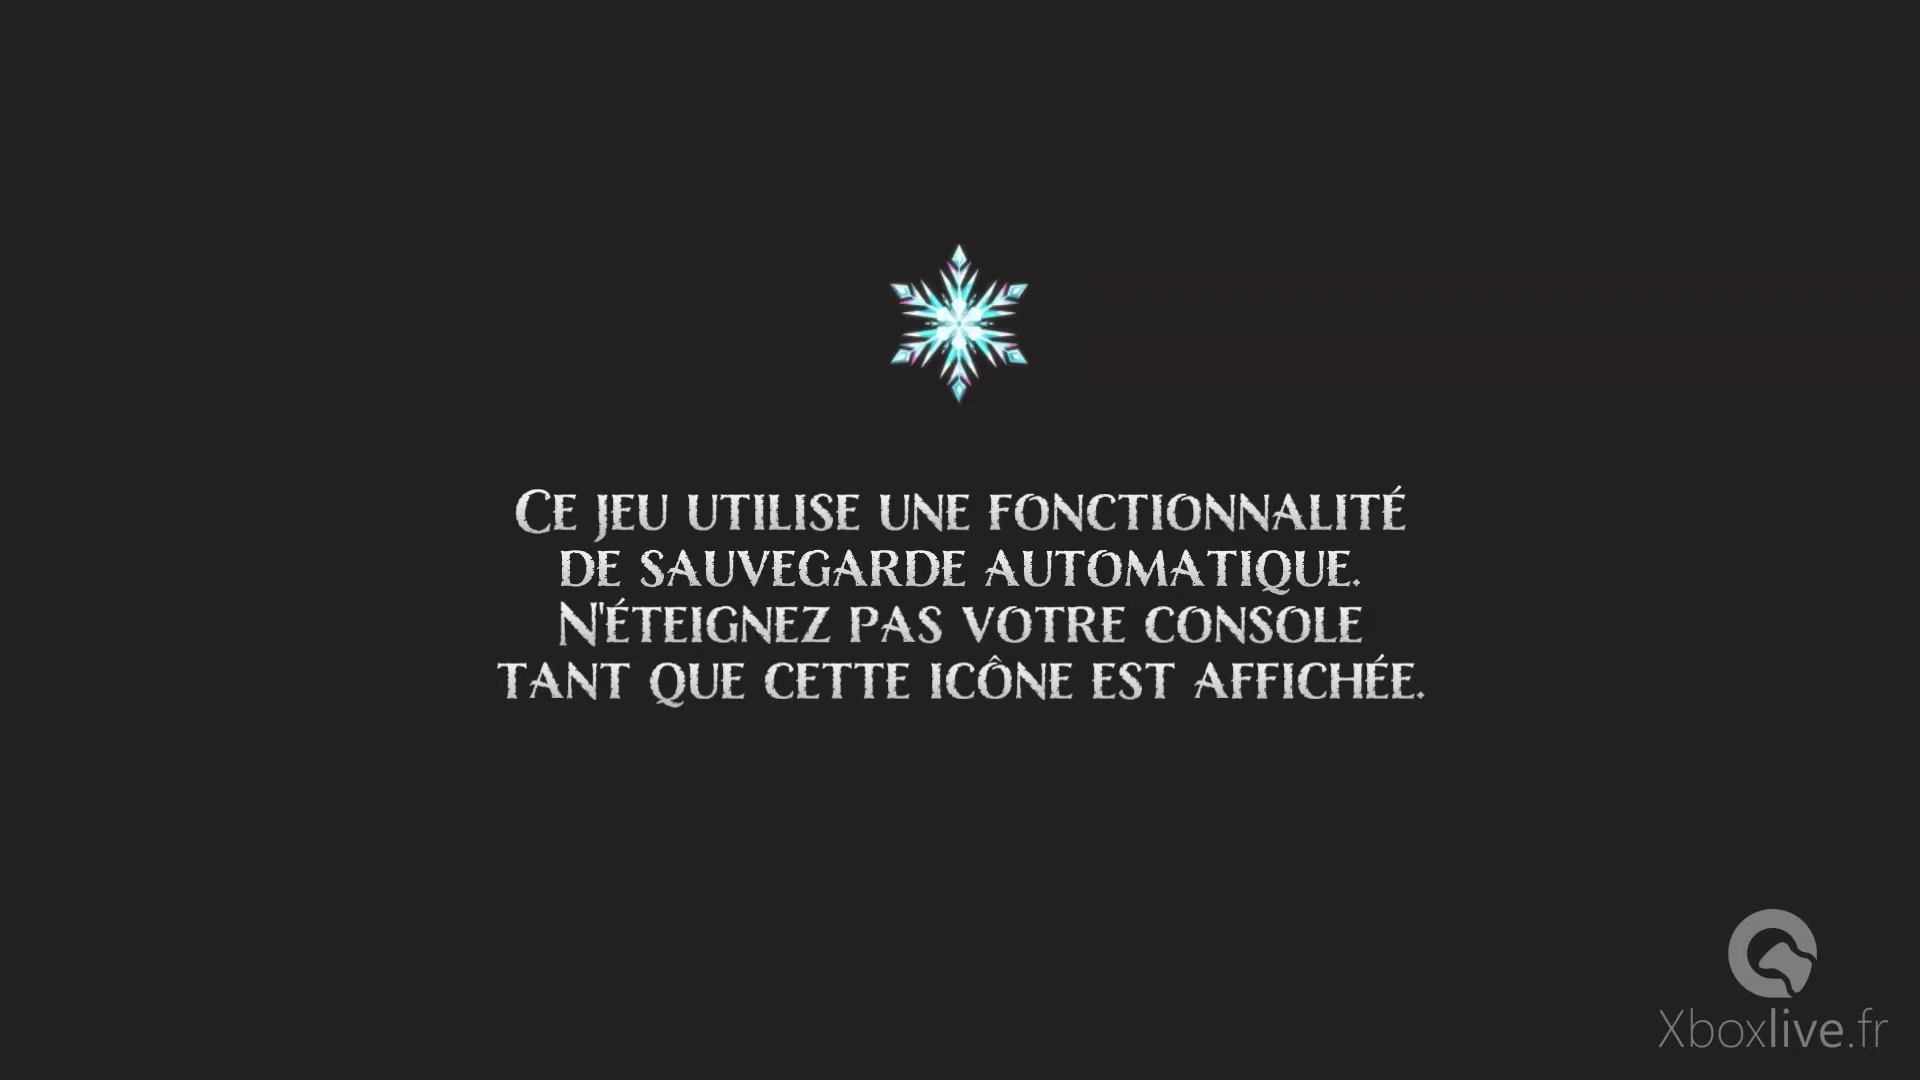 Ce jeu utilise une fonctionnalité
de sauvegarde automatique.
N'éteignez pas votre console
tant que cette icône est affichée.
Xboxlive.fr